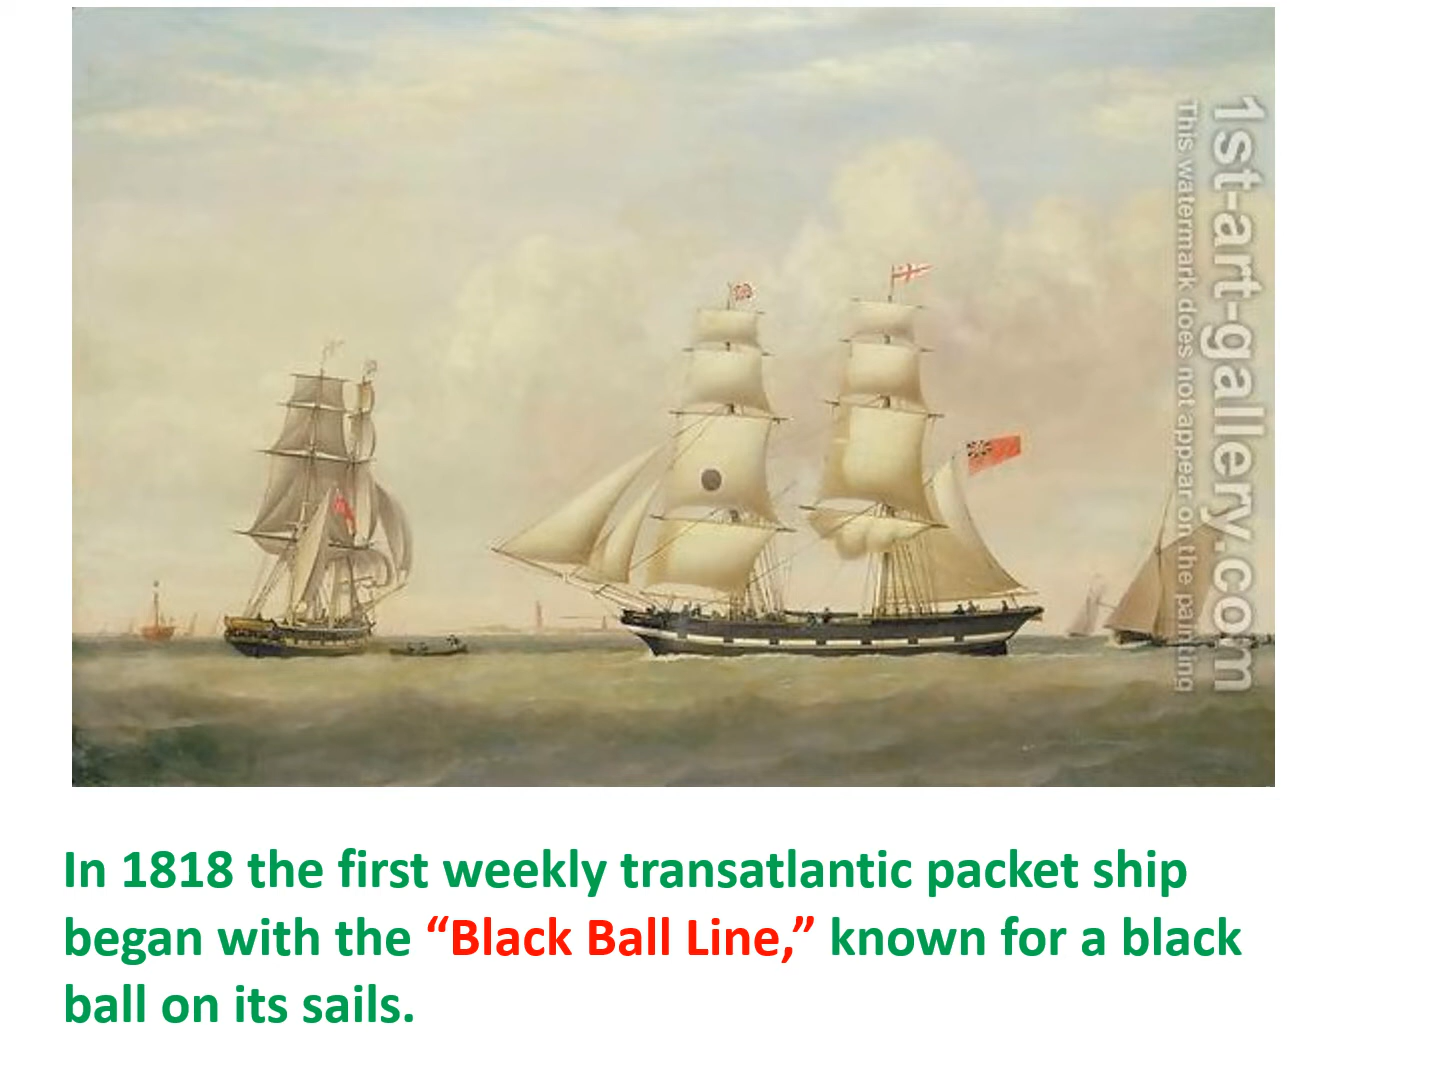 1st-art-gallery.com
This watermark does not appear on the painting
In 1818 the first weekly transatlantic packet ship
began with the “Black Ball Line,” known for a black
ball on its sails.